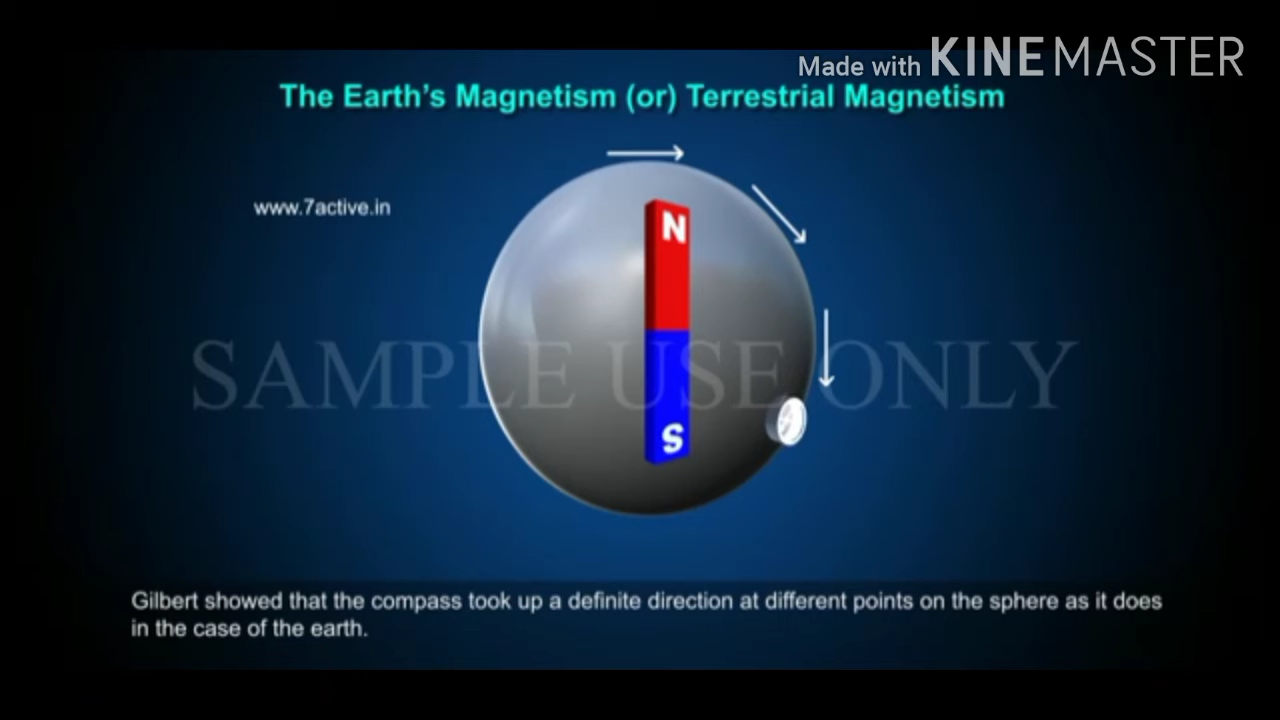 Made with KINEMASTER
The Earth's Magnetism (or) Terrestrial Magnetism
www.7active.in
N
SAMPLE USE ONLY
S
Gilbert showed that the compass took up a definite direction at different points on the sphere as it does
in the case of the earth.